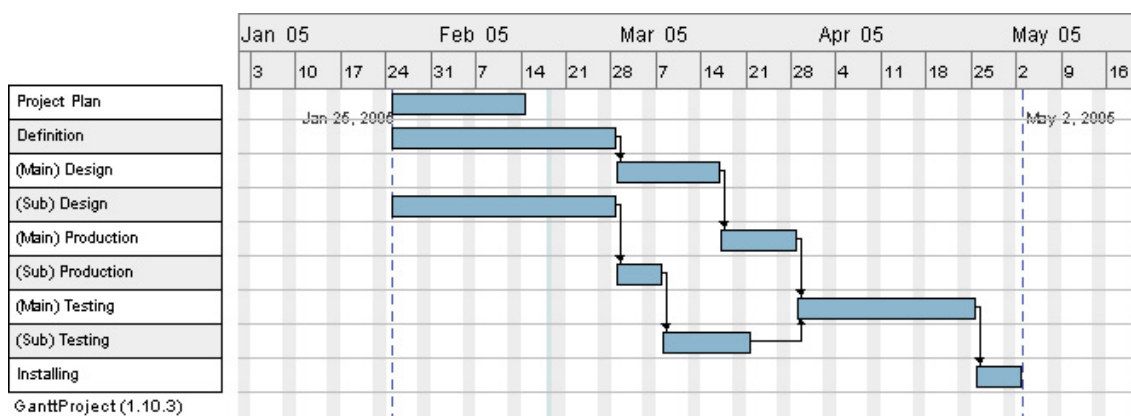 Jan 05 Feb 05 Mar 05 Apr 05 May 05
3 10 17 24 31 7 14 21 28 7 14 21 28 4 11 18 25 2 9 16
Project Plan
Jan 25, 2005 May 2, 2005
Definition
(Main) Design
(Sub) Design
(Main) Production
(Sub) Production
(Main) Testing
(Sub) Testing
Installing
GanttProject (1.10.3)